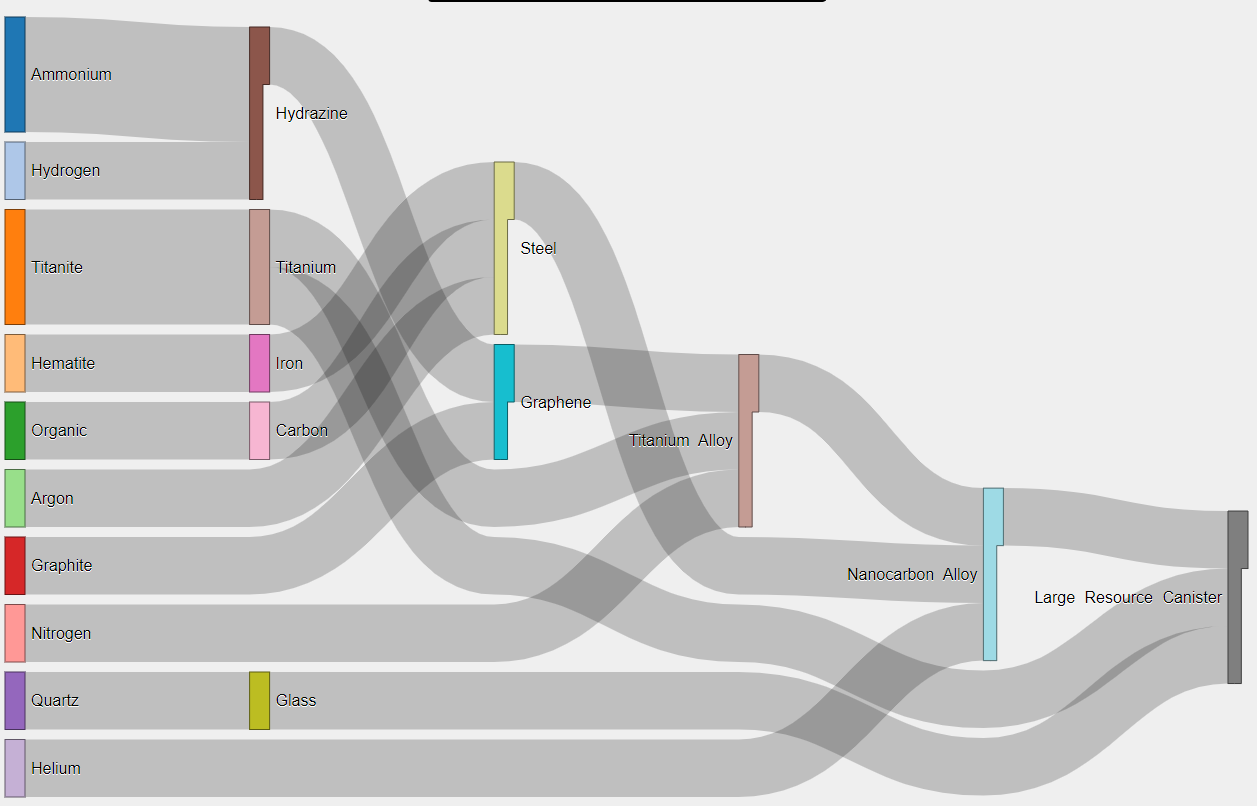 Ammonium
Hydrazine
Hydrogen
Steel
Titanite
Titanium
Hematite
Iron
Graphene
Organic
Carbon
Titanium Alloy
Argon
Graphite
Nanocarbon Alloy
Large Resource Canister
Nitrogen
Quartz
Glass
Helium